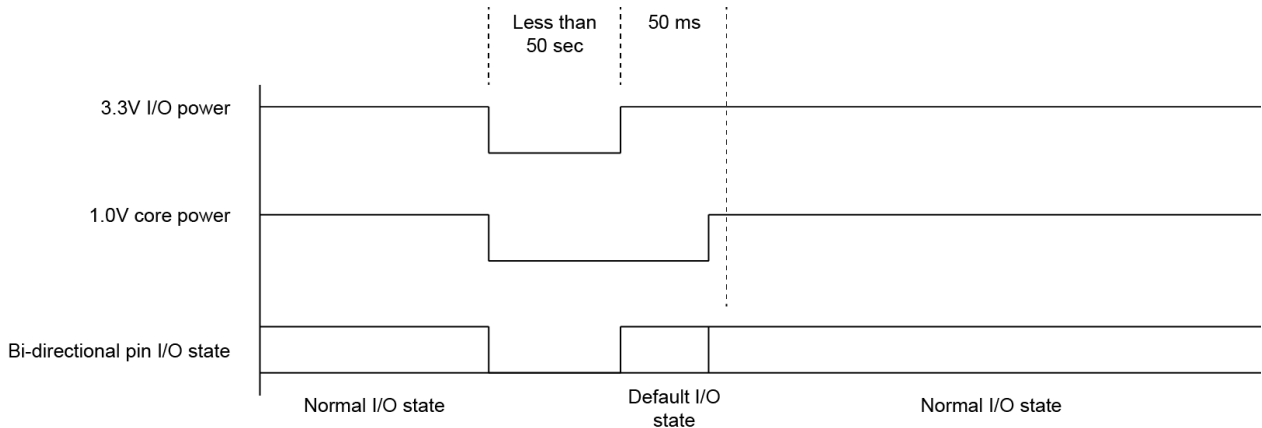 Less than
50 sec
50 ms
3.3V I/O power
1.0V core power
Bi-directional pin I/O state
Normal I/O state
Default I/O
state
Normal I/O state